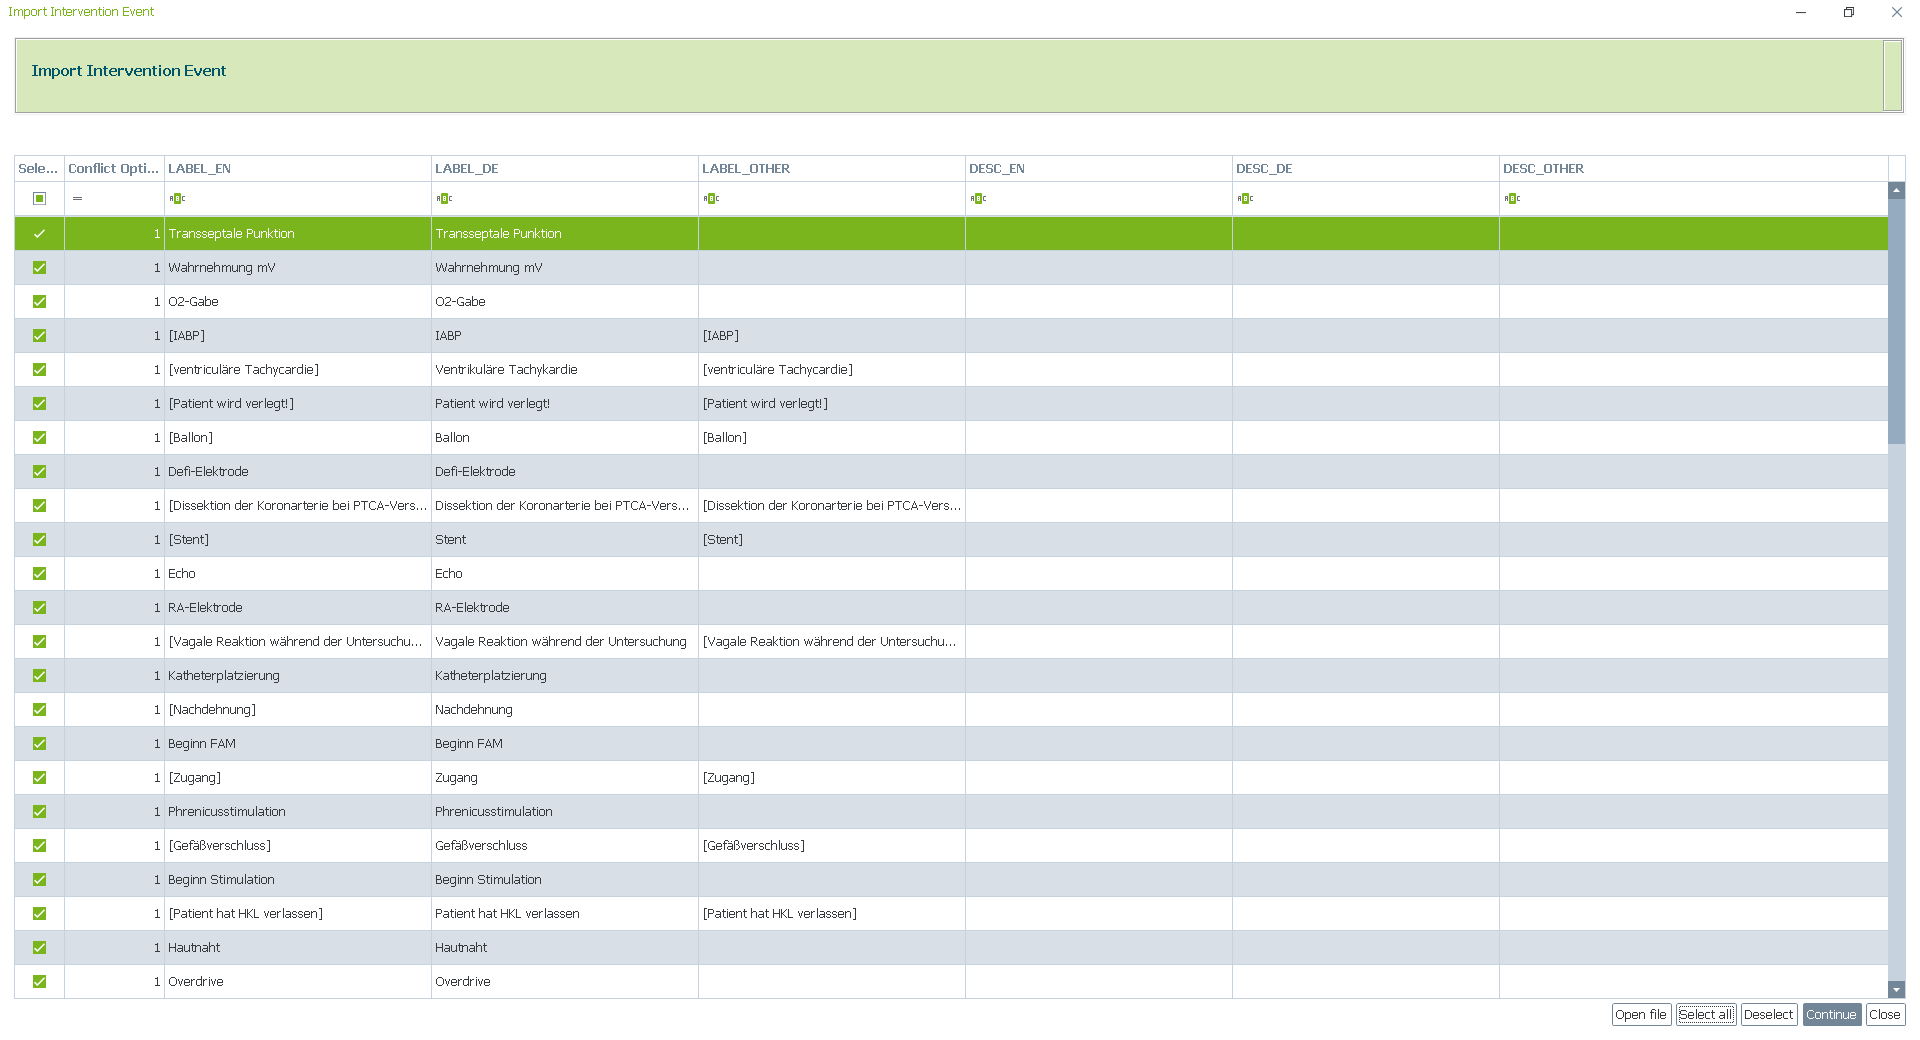 Import Intervention Event
Import Intervention Event
Sele... Conflict Opti... LABEL_EN LABEL_DE LABEL_OTHER DESC_EN DESC_DE DESC_OTHER
= ABC ABC ABC ABC ABC ABC
1 Transseptale Punktion Transseptale Punktion
1 Wahrnehmung mV Wahrnehmung mV
1 O2-Gabe O2-Gabe
1 [IABP] IABP [IABP]
1 [ventriculäre Tachycardie] Ventrikuläre Tachykardie [ventriculäre Tachycardie]
1 [Patient wird verlegt!] Patient wird verlegt! [Patient wird verlegt!]
1 [Ballon] Ballon [Ballon]
1 Defi-Elektrode Defi-Elektrode
1 [Dissektion der Koronarterie bei PTCA-Vers... Dissektion der Koronarterie bei PTCA-Vers... [Dissektion der Koronarterie bei PTCA-Vers...
1 [Stent] Stent [Stent]
1 Echo Echo
1 RA-Elektrode RA-Elektrode
1 [Vagale Reaktion während der Untersuchu... Vagale Reaktion während der Untersuchung [Vagale Reaktion während der Untersuchu...
1 Katheterplatzierung Katheterplatzierung
1 [Nachdehnung] Nachdehnung
1 Beginn FAM Beginn FAM
1 [Zugang] Zugang [Zugang]
1 Phrenicusstimulation Phrenicusstimulation
1 [Gefäßverschluss] Gefäßverschluss [Gefäßverschluss]
1 Beginn Stimulation Beginn Stimulation
1 [Patient hat HKL verlassen] Patient hat HKL verlassen [Patient hat HKL verlassen]
1 Hautnaht Hautnaht
1 Overdrive Overdrive
Open file Select all Deselect Continue Close